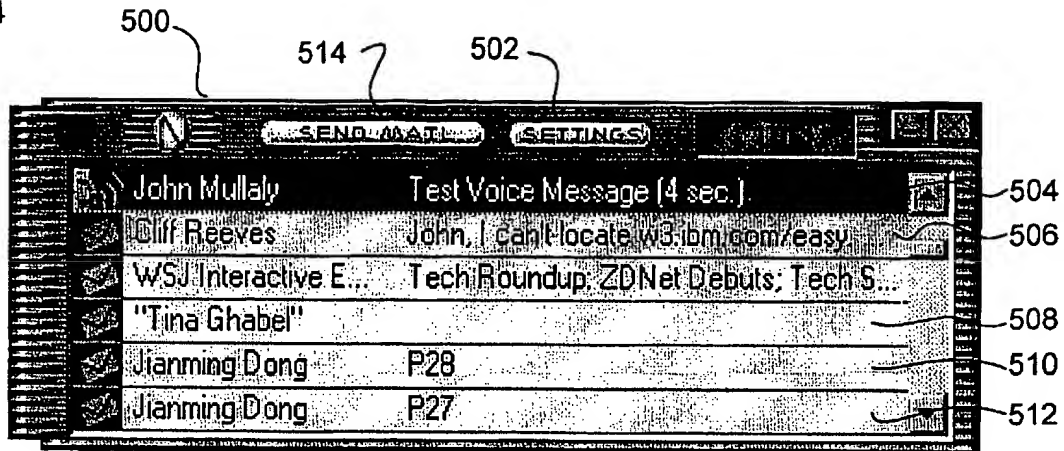 500
514 502
SEND MAIL SETTINGS
John Mullaly Test Voice Message (4 sec.) 504
Cliff Reeves John, I can't locate w3.ibm.com/easy 506
WSJ Interactive E... Tech Roundup, ZDNet Debuts; Tech S...
"Tina Ghabel" 508
Jianming Dong P28 510
Jianming Dong P27 512